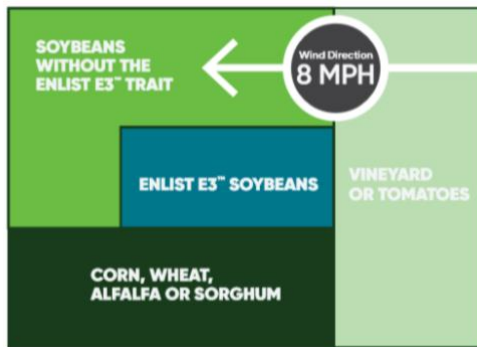 SOYBEANS
WITHOUT THE
ENLIST E3™ TRAIT
Wind Direction
8 MPH
ENLIST E3™ SOYBEANS
VINEYARD
OR TOMATOES
CORN, WHEAT,
ALFALFA OR SORGHUM